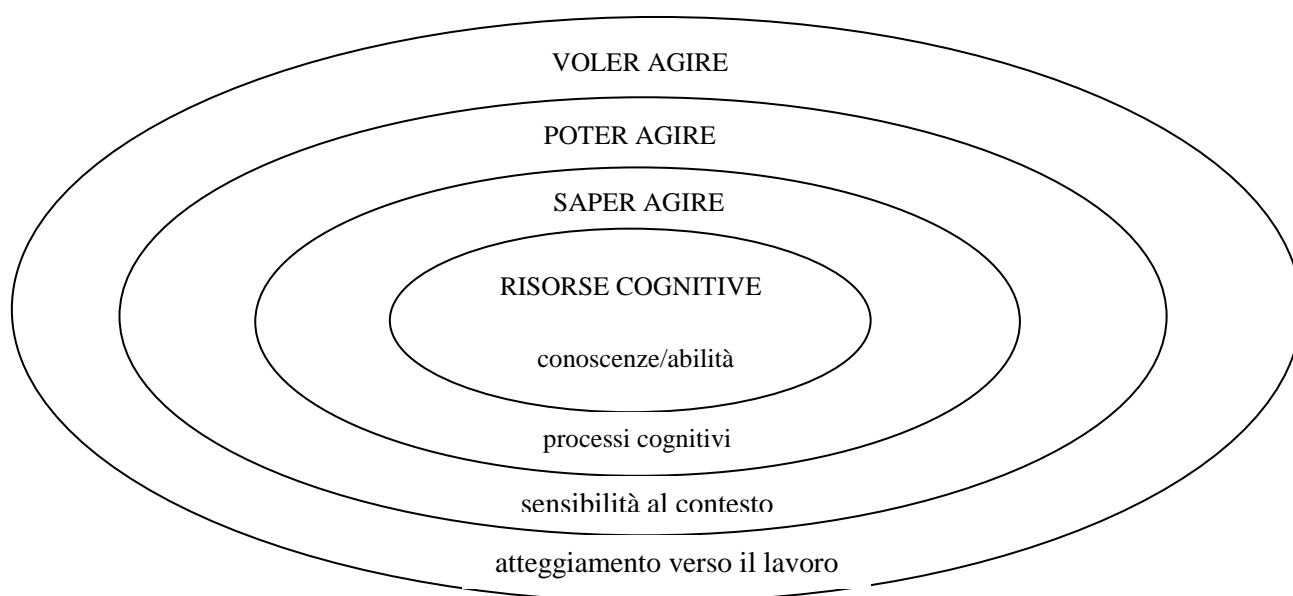 VOLER AGIRE
POTER AGIRE
SAPER AGIRE
RISORSE COGNITIVE
conoscenze/abilità
processi cognitivi
sensibilità al contesto
atteggiamento verso il lavoro